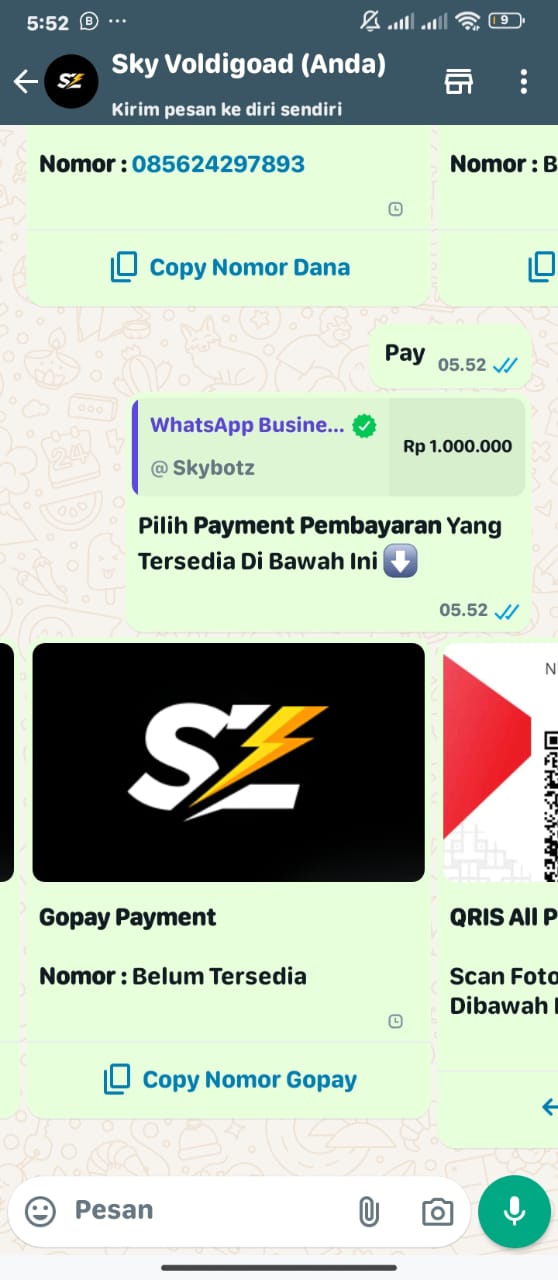 5:52
9
Sky Voldigoad (Anda)
Kirim pesan ke diri sendiri
Nomor : 085624297893
Copy Nomor Dana
Nomor : B
Pay
05.52
WhatsApp Busine...
@ Skybotz
Rp 1.000.000
Pilih Payment Pembayaran Yang
Tersedia Di Bawah Ini
05.52
SZ
Gopay Payment
Nomor : Belum Tersedia
Copy Nomor Gopay
N
QRIS All P
Scan Foto
Dibawah
Pesan